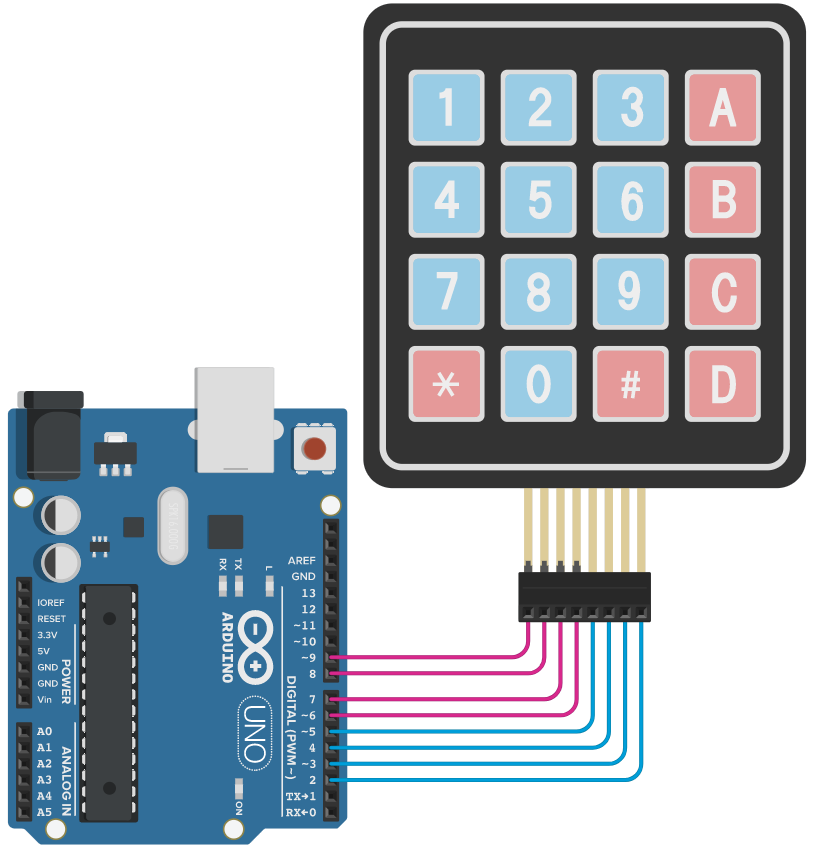 1 2 3 A
4 5 6 B
7 8 9 C
* 0 # D
AREF
GND
RX TX L
13
12
~11
~10
~9
8
7
~6
~5
4
~3
2
TX→1
RX←0
IOREF
RESET
3.3V
5V
GND
GND
Vin
POWER
A0
A1
A2
A3
A4
A5
ANALOG IN
ARDUINO
UNO
DIGITAL (PWM~)
ON